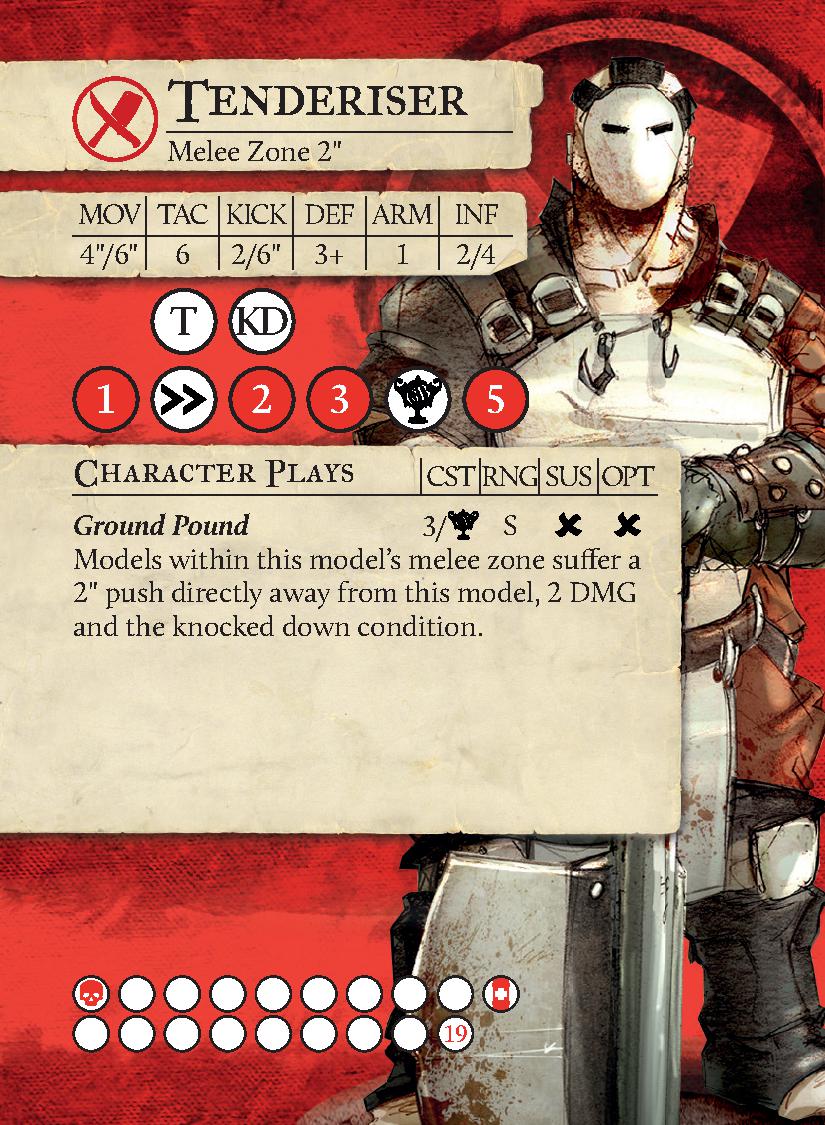 TENDERISER
Melee Zone 2"
MOV TAC KICK DEF ARM INF
4"/6" 6 2/6" 3+ 1 2/4
T KD
1 >> 2 3 GB 5
CHARACTER PLAYS CST RNG SUS OPT
Ground Pound 3/ S ✖ ✖
Models within this model's melee zone suffer a
2" push directly away from this model, 2 DMG
and the knocked down condition.
19